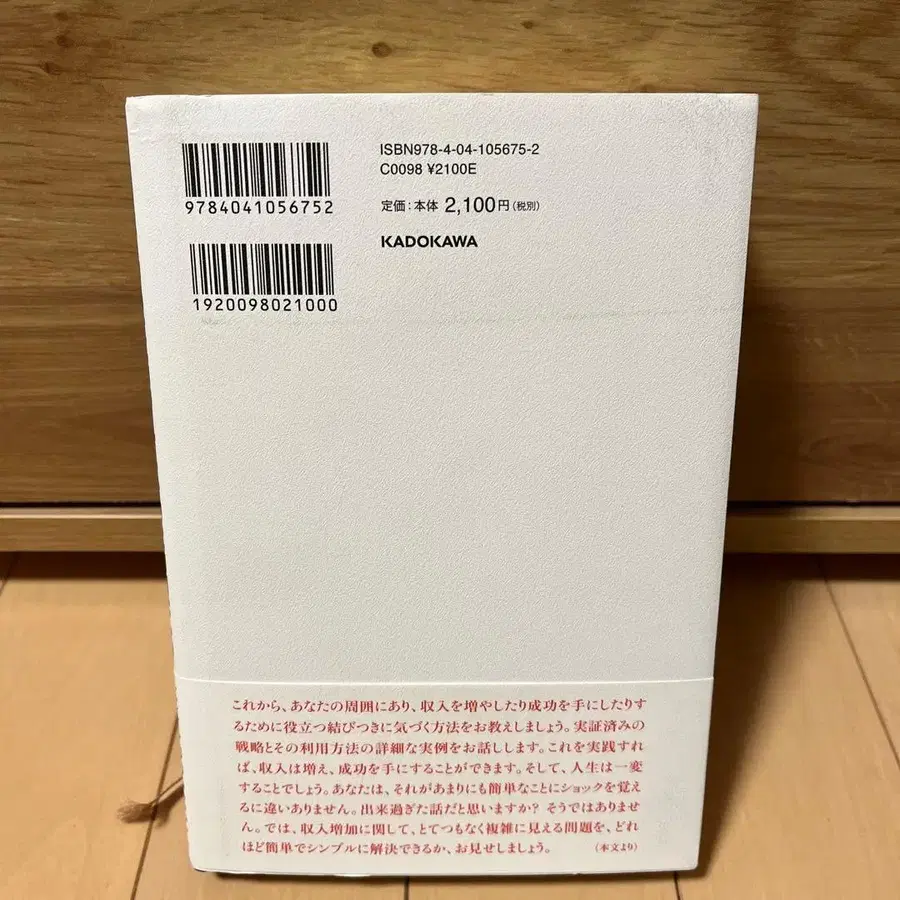 ISBN978-4-04-105675-2
C0098 ¥2100E
定価:本体 2,100円(税別)
KADOKAWA
9784041056752
1920098021000
これから、あなたの周囲にあり、収入を増やしたり成功を手にしたりす
るために役立つ結びつきに気づく方法をお教えしましょう。実証済みの
戦略とその利用方法の詳細な実例をお話しします。これを実践すれ
ば、収入は増え、成功を手にすることができます。そして、人生は一変
することでしょう。あなたは、それがあまりにも簡単なことにショックを覚え
るに違いありません。出来過ぎた話だと思いますか? そうではありませ
ん。では、収入増加に関して、とてつもなく複雑に見える問題を、どれ
ほど簡単でシンプルに解決できるか、お見せしましょう。 (本文より)